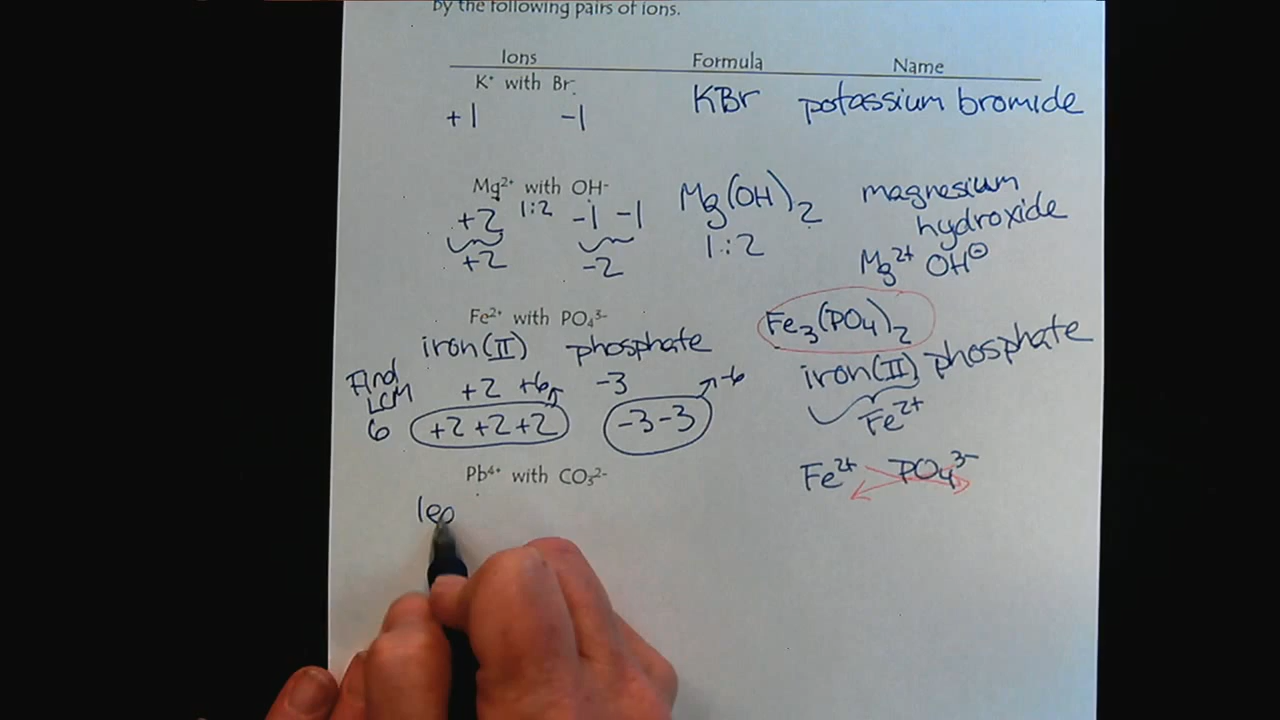 by the following pairs of ions.
Ions Formula Name
K⁺ with Br⁻ KBr potassium bromide
+1 -1
Mg²⁺ with OH⁻ Mg(OH)₂ magnesium
+2 1:2 -1 -1 hydroxide
+2 -2 1:2 Mg²⁺ OH⊖
Fe²⁺ with PO₄³⁻ Fe₃(PO₄)₂
iron(II) phosphate iron(II) phosphate
Find +2 +6 -3 -6
LCM Fe²⁺
6 +2 +2 +2 -3 -3
Pb⁴⁺ with CO₃²⁻ Fe²⁺ PO₄³⁻
lea